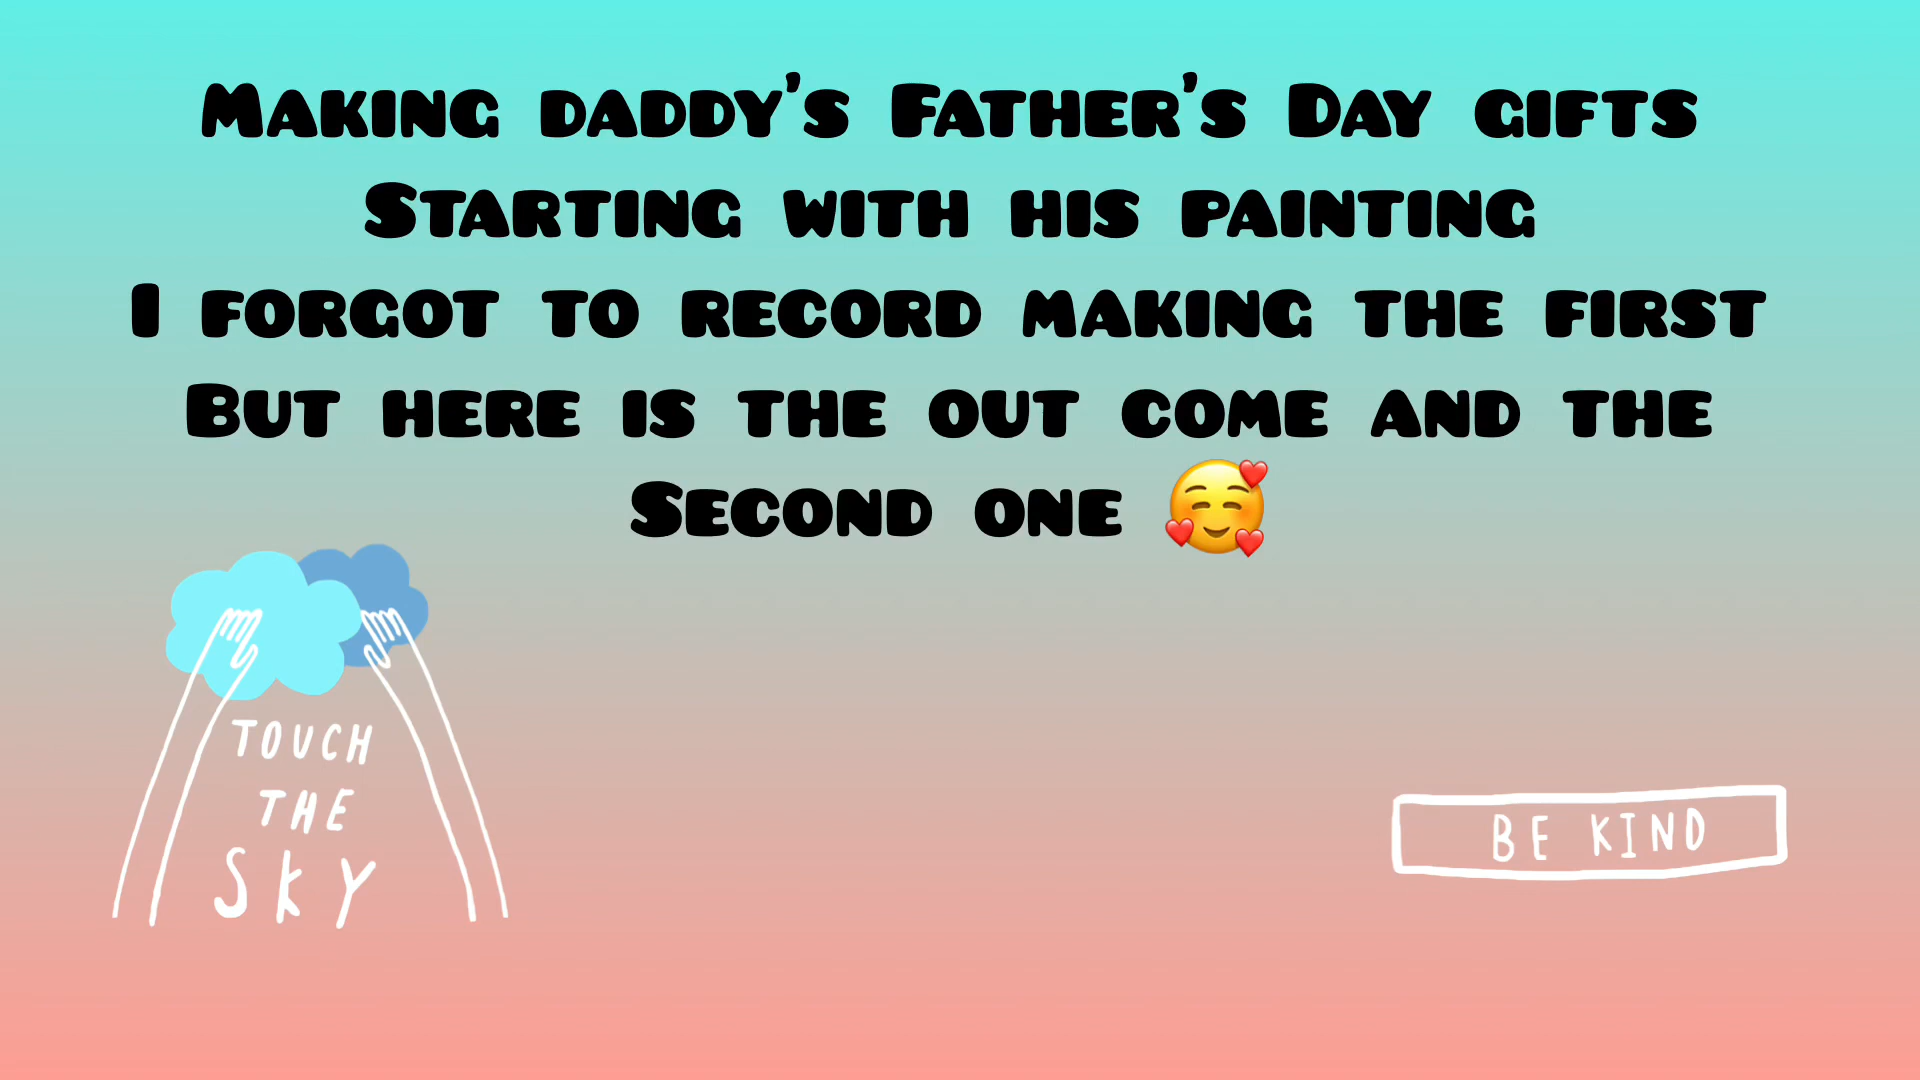 Making daddy's Father's Day gifts
Starting with his painting
I forgot to record making the first
But here is the out come and the
Second one 🥰
TOUCH
THE
SKY
BE KIND